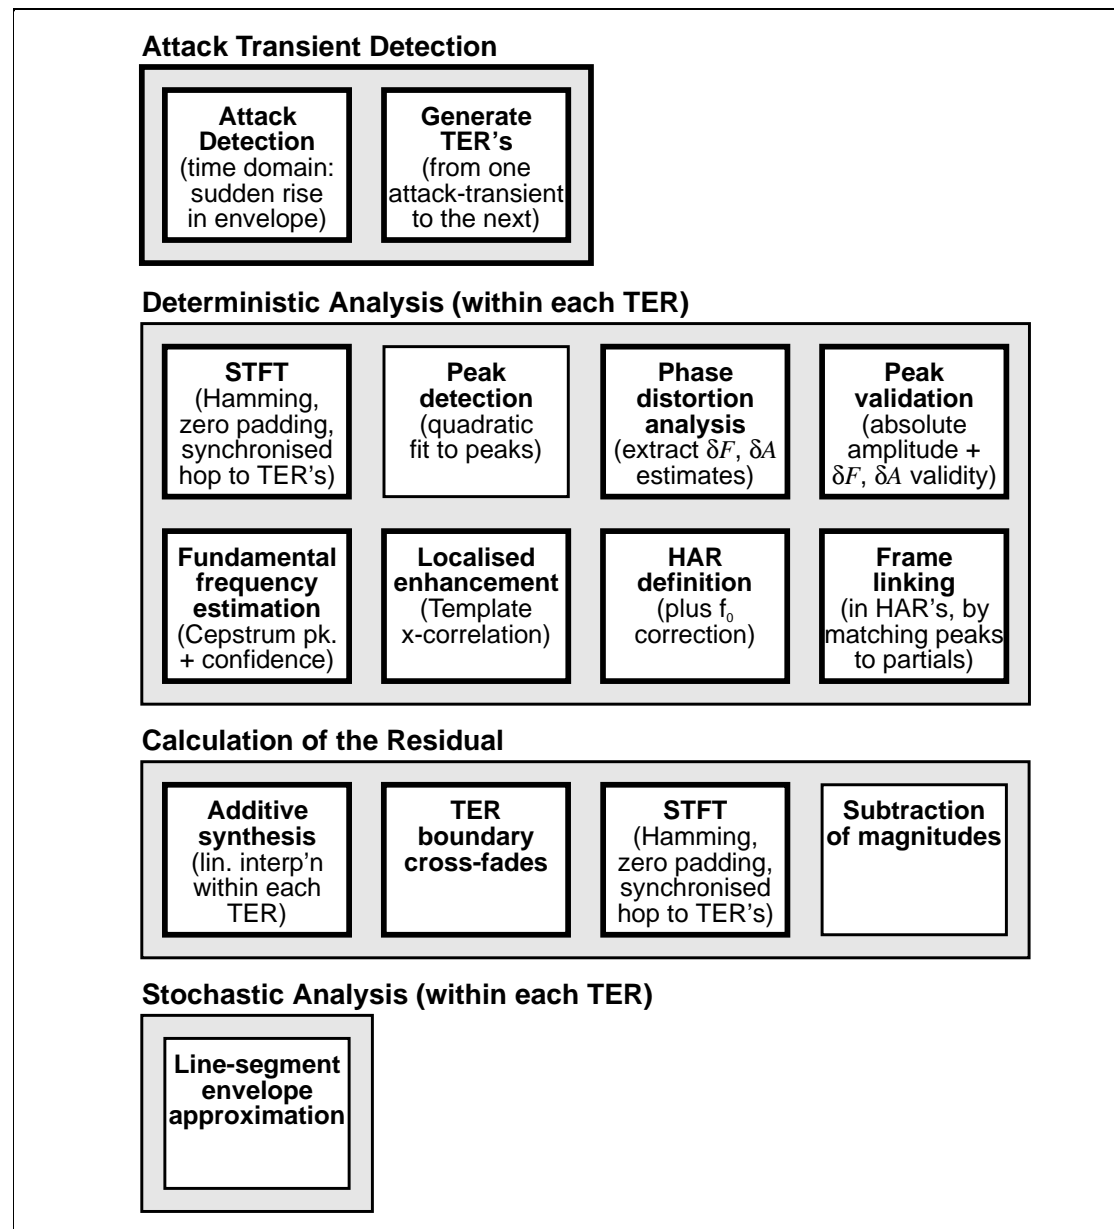 Attack Transient Detection
Attack
Detection
(time domain:
sudden rise
in envelope)
Generate
TER's
(from one
attack-transient
to the next)
Deterministic Analysis (within each TER)
STFT
(Hamming,
zero padding,
synchronised
hop to TER's)
Peak
detection
(quadratic
fit to peaks)
Phase
distortion
analysis
(extract δF, δA
estimates)
Peak
validation
(absolute
amplitude +
δF, δA validity)
Fundamental
frequency
estimation
(Cepstrum pk.
+ confidence)
Localised
enhancement
(Template
x-correlation)
HAR
definition
(plus f₀
correction)
Frame
linking
(in HAR's, by
matching peaks
to partials)
Calculation of the Residual
Additive
synthesis
(lin. interp'n
within each
TER)
TER
boundary
cross-fades
STFT
(Hamming,
zero padding,
synchronised
hop to TER's)
Subtraction
of magnitudes
Stochastic Analysis (within each TER)
Line-segment
envelope
approximation